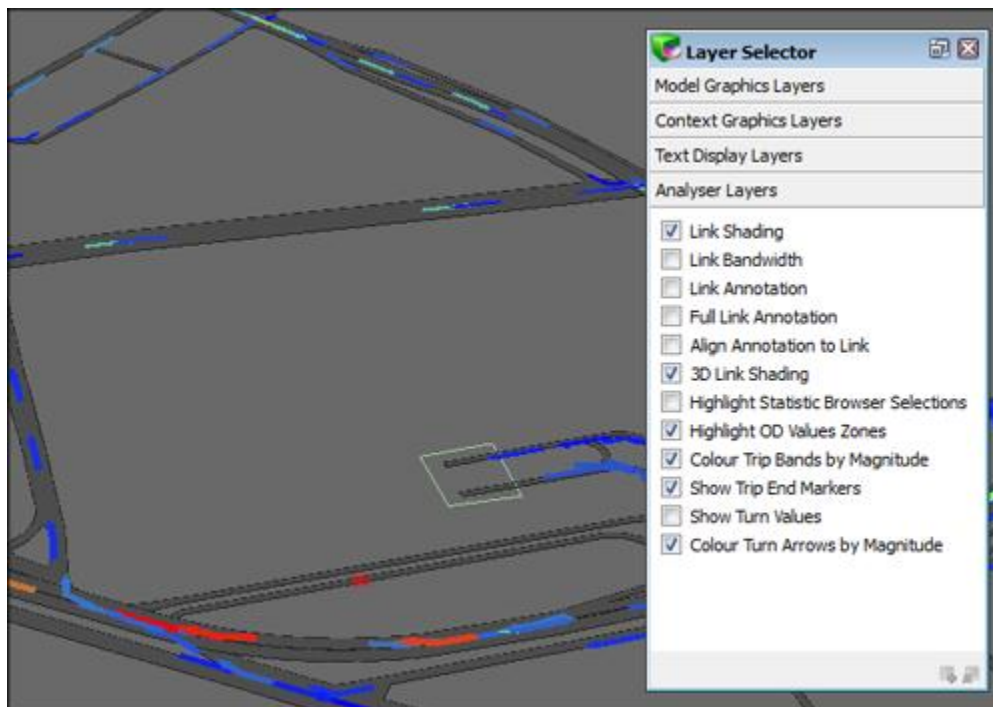 Layer Selector
Model Graphics Layers
Context Graphics Layers
Text Display Layers
Analyser Layers
Link Shading
Link Bandwidth
Link Annotation
Full Link Annotation
Align Annotation to Link
3D Link Shading
Highlight Statistic Browser Selections
Highlight OD Values Zones
Colour Trip Bands by Magnitude
Show Trip End Markers
Show Turn Values
Colour Turn Arrows by Magnitude